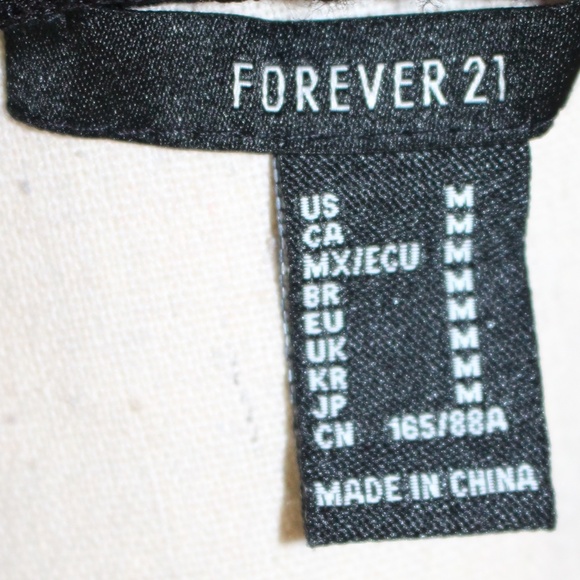 FOREVER 21
US M
CA M
MX/ECU M
BR M
EU M
UK M
KR M
JP M
CN 165/88A
MADE IN CHINA